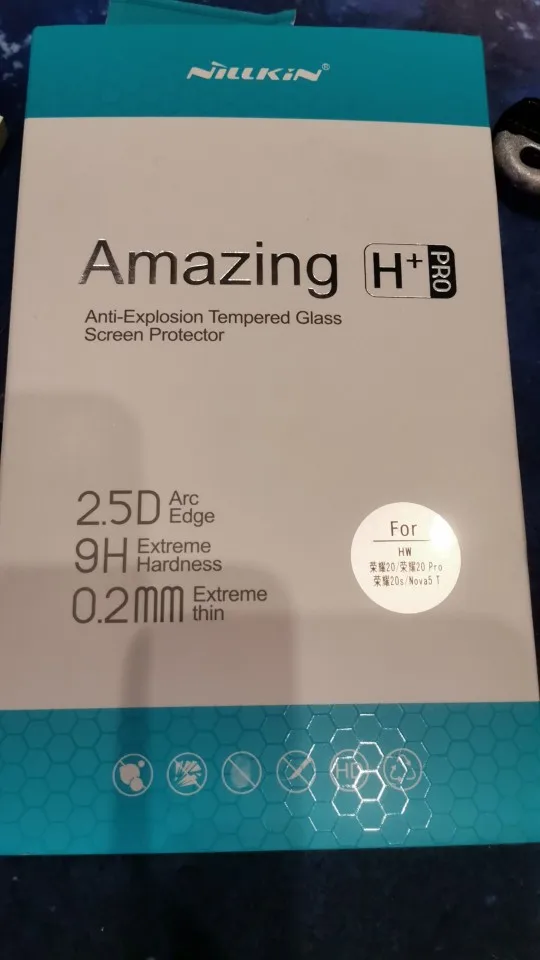 NILLKIN®
Amazing H+ PRO
Anti-Explosion Tempered Glass
Screen Protector
2.5D Arc
Edge
9H Extreme
Hardness
0.2mm Extreme
thin
For
HW
荣耀20/荣耀20 Pro
荣耀20s/Nova5 T
HD